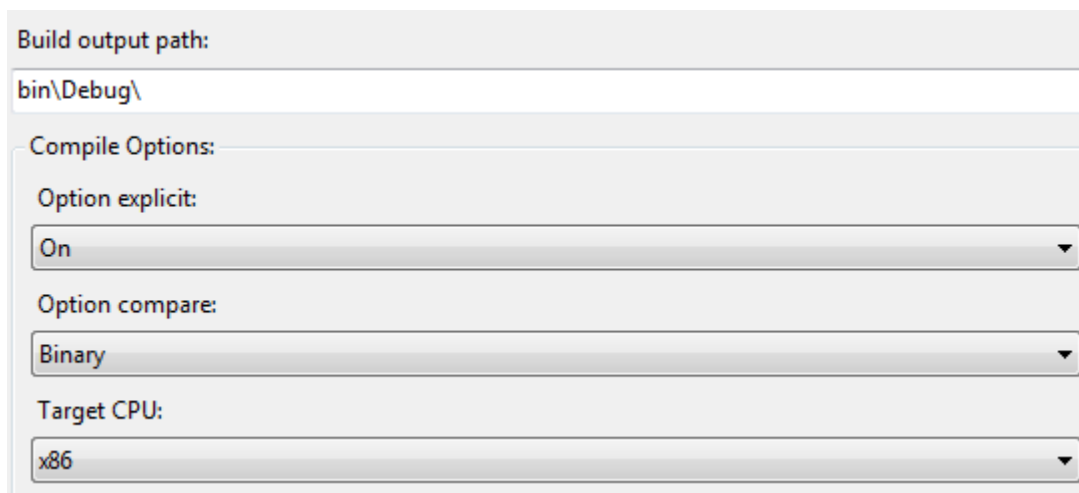 Build output path:
bin\Debug\
Compile Options:
Option explicit:
On
Option compare:
Binary
Target CPU:
x86